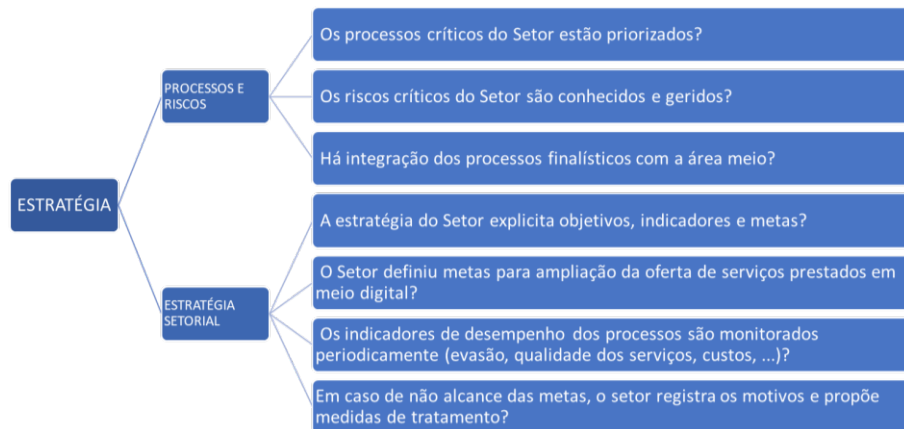 ESTRATÉGIA
PROCESSOS E
RISCOS
Os processos críticos do Setor estão priorizados?
Os riscos críticos do Setor são conhecidos e geridos?
Há integração dos processos finalísticos com a área meio?
ESTRATÉGIA
SETORIAL
A estratégia do Setor explicita objetivos, indicadores e metas?
O Setor definiu metas para ampliação da oferta de serviços prestados em
meio digital?
Os indicadores de desempenho dos processos são monitorados
periodicamente (evasão, qualidade dos serviços, custos, ...)?
Em caso de não alcance das metas, o setor registra os motivos e propõe
medidas de tratamento?